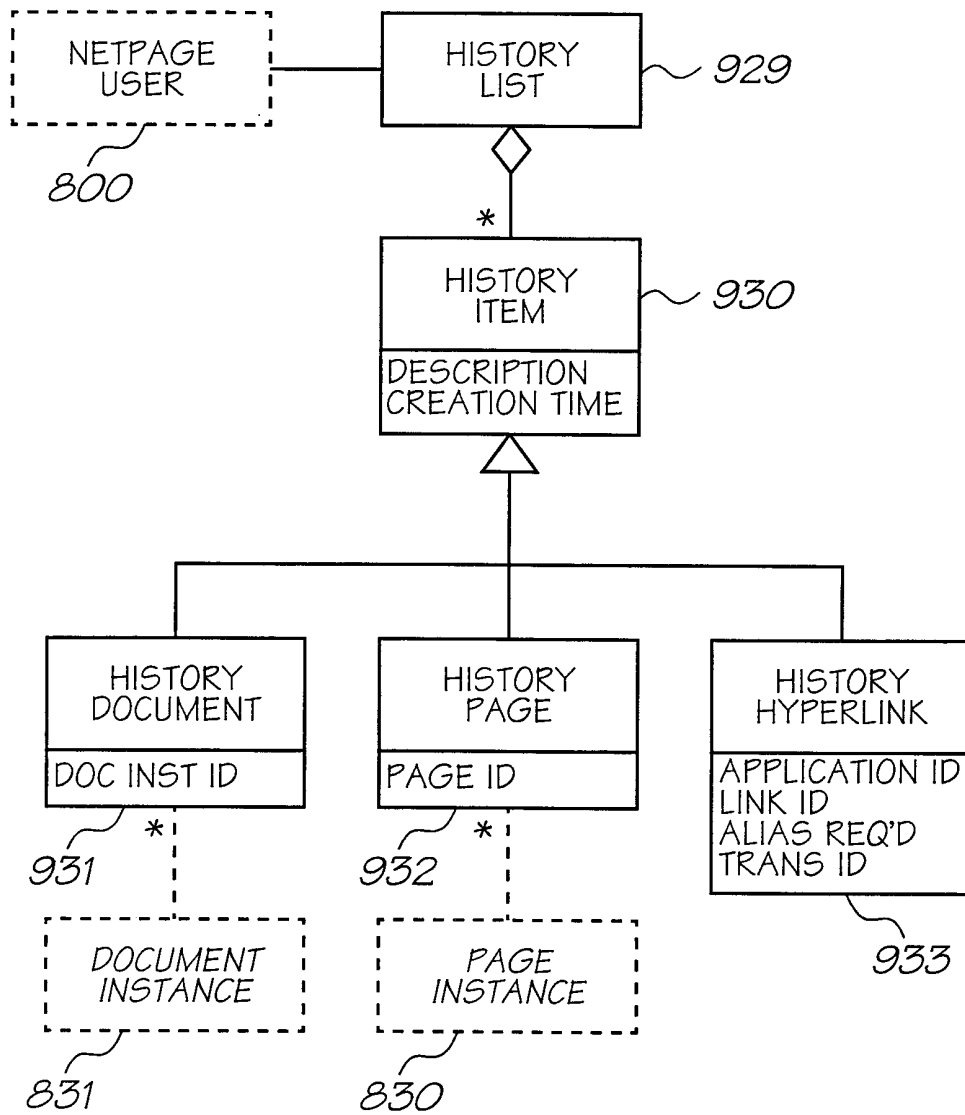 NETPAGE
USER
800
HISTORY
LIST
929
*
HISTORY
ITEM
930
DESCRIPTION
CREATION TIME
HISTORY
DOCUMENT
DOC INST ID
931
*
HISTORY
PAGE
PAGE ID
932
*
HISTORY
HYPERLINK
APPLICATION ID
LINK ID
ALIAS REQ'D
TRANS ID
933
DOCUMENT
INSTANCE
831
PAGE
INSTANCE
830